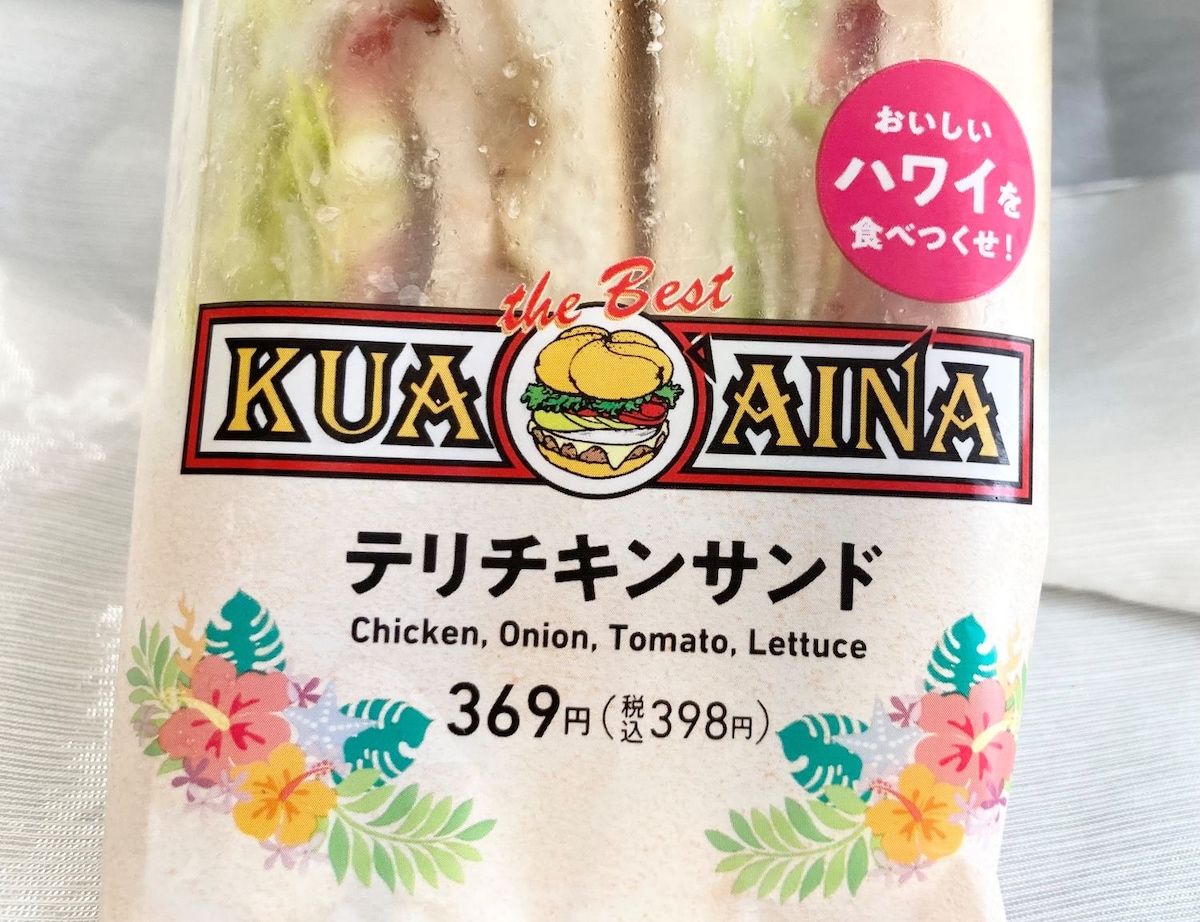 おいしい
ハワイを
食べつくせ!
the Best
KUA 'AINA
テリチキンサンド
Chicken, Onion, Tomato, Lettuce
369円(税込398円)